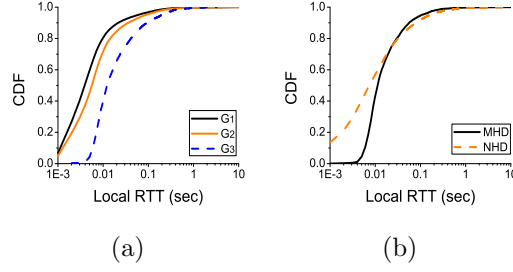 CDF
1.0
0.8
0.6
0.4
0.2
0.0
1E-3 0.01 0.1 1 10
Local RTT (sec)
G1
G2
G3
(a)
CDF
1.0
0.8
0.6
0.4
0.2
0.0
1E-3 0.01 0.1 1 10
Local RTT (sec)
MHD
NHD
(b)